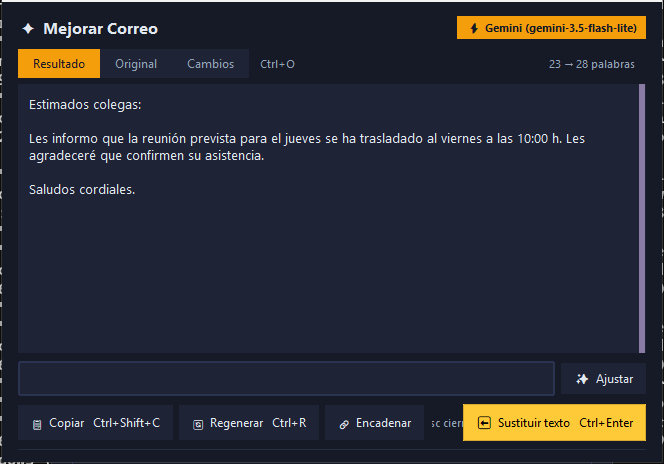 Mejorar Correo
Gemini (gemini-3.5-flash-lite)
Resultado Original Cambios Ctrl+O 23 → 28 palabras
Estimados colegas:
Les informo que la reunión prevista para el jueves se ha trasladado al viernes a las 10:00 h. Les
agradeceré que confirmen su asistencia.
Saludos cordiales.
Ajustar
Copiar Ctrl+Shift+C Regenerar Ctrl+R Encadenar Sustituir texto Ctrl+Enter